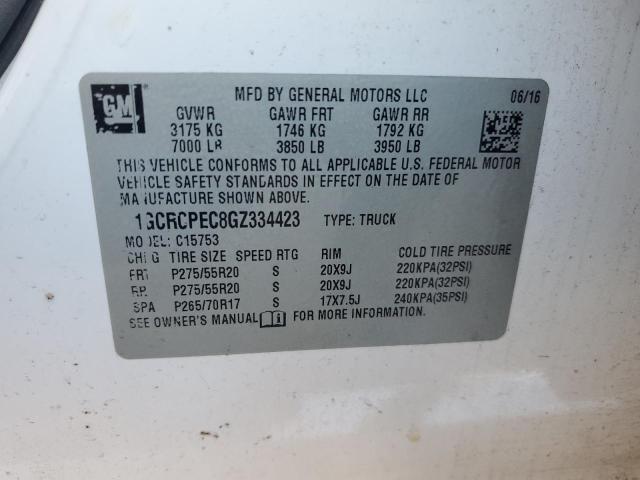 GM
MFD BY GENERAL MOTORS LLC 06/16
GVWR GAWR FRT GAWR RR
3175 KG 1746 KG 1792 KG
7000 LB 3850 LB 3950 LB
THIS VEHICLE CONFORMS TO ALL APPLICABLE U.S. FEDERAL MOTOR
VEHICLE SAFETY STANDARDS IN EFFECT ON THE DATE OF
MANUFACTURE SHOWN ABOVE.
1GCRCPEC8GZ334423 TYPE: TRUCK
MODEL: C15753
CHLG TIRE SIZE SPEED RTG RIM COLD TIRE PRESSURE
FRT P275/55R20 S 20X9J 220KPA(32PSI)
RR P275/55R20 S 20X9J 220KPA(32PSI)
SPA P265/70R17 S 17X7.5J 240KPA(35PSI)
SEE OWNER'S MANUAL FOR MORE INFORMATION.